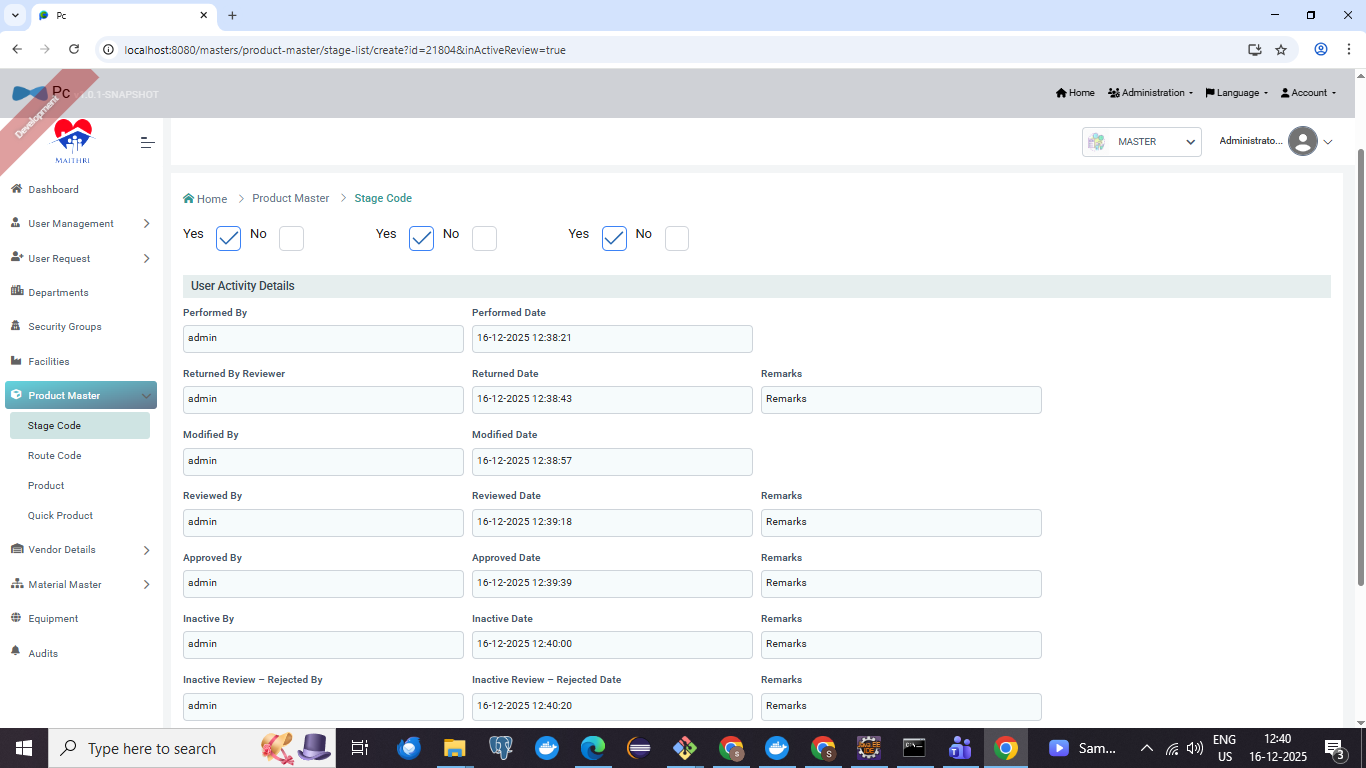 Pc
localhost:8080/masters/product-master/stage-list/create?id=21804&inActiveReview=true
Pc v1.0.1-SNAPSHOT
Home Administration Language Account
Development
MAITHRI
MASTER Administrato...
Dashboard
User Management
User Request
Departments
Security Groups
Facilities
Product Master
Stage Code
Route Code
Product
Quick Product
Vendor Details
Material Master
Equipment
Audits
Home Product Master Stage Code
Yes No Yes No Yes No
User Activity Details
Performed By Performed Date
admin 16-12-2025 12:38:21
Returned By Reviewer Returned Date Remarks
admin 16-12-2025 12:38:43 Remarks
Modified By Modified Date
admin 16-12-2025 12:38:57
Reviewed By Reviewed Date Remarks
admin 16-12-2025 12:39:18 Remarks
Approved By Approved Date Remarks
admin 16-12-2025 12:39:39 Remarks
Inactive By Inactive Date Remarks
admin 16-12-2025 12:40:00 Remarks
Inactive Review – Rejected By Inactive Review – Rejected Date Remarks
admin 16-12-2025 12:40:20 Remarks
Type here to search
Sam...
ENG
US
12:40
16-12-2025
3